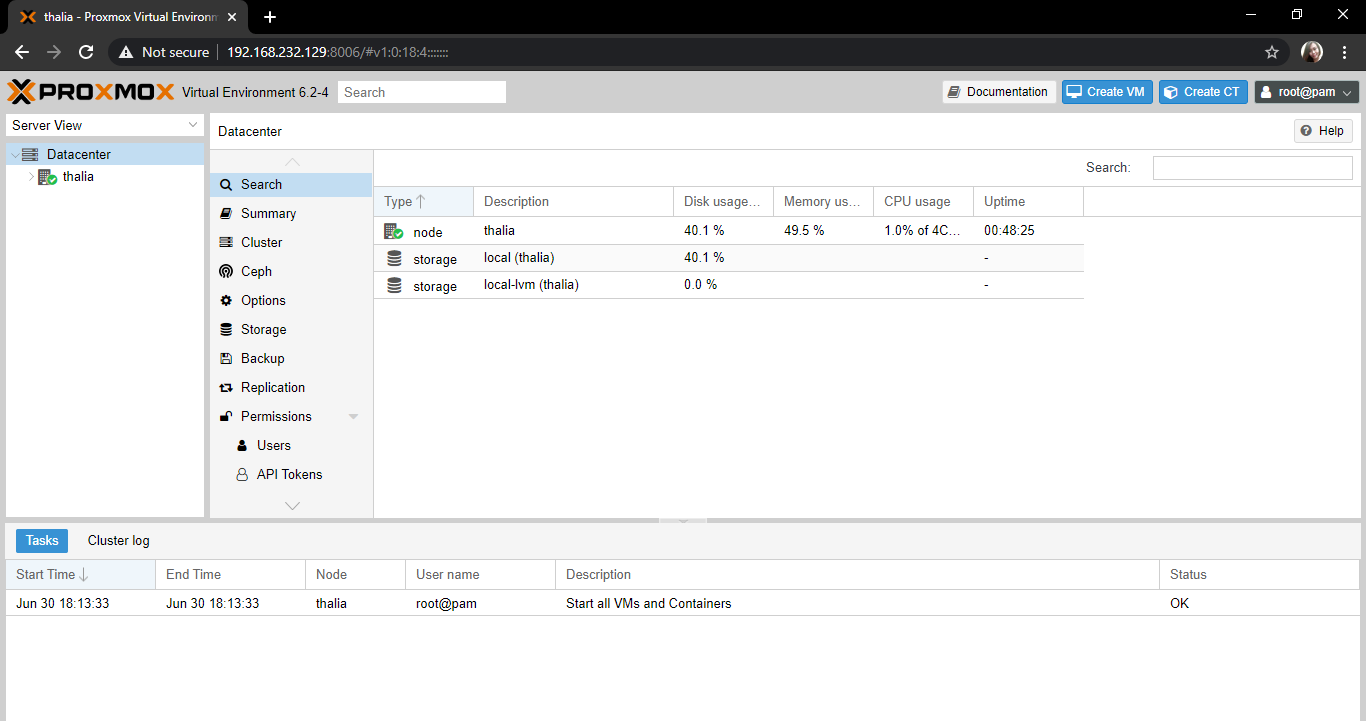 thalia - Proxmox Virtual Environm
Not secure 192.168.232.129:8006/#v1:0:18:4:::::::
PROXMOX Virtual Environment 6.2-4 Search Documentation Create VM Create CT root@pam
Server View
Datacenter
thalia
Datacenter Help
Search
Summary
Cluster
Ceph
Options
Storage
Backup
Replication
Permissions
Users
API Tokens
Search:
Type Description Disk usage... Memory us... CPU usage Uptime
node thalia 40.1 % 49.5 % 1.0% of 4C... 00:48:25
storage local (thalia) 40.1 % -
storage local-lvm (thalia) 0.0 % -
Tasks Cluster log
Start Time End Time Node User name Description Status
Jun 30 18:13:33 Jun 30 18:13:33 thalia root@pam Start all VMs and Containers OK